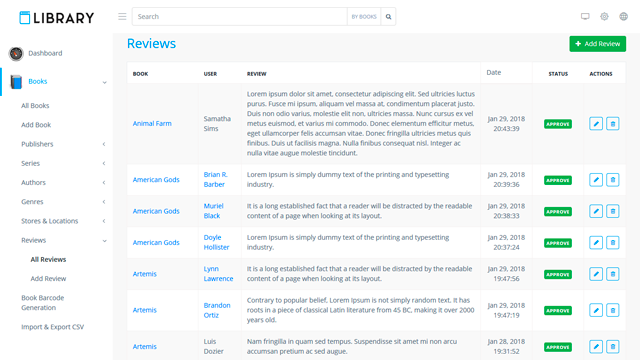 LIBRARY
Search
BY BOOKS
Dashboard
Books
All Books
Add Book
Publishers
Series
Authors
Genres
Stores & Locations
Reviews
All Reviews
Add Review
Book Barcode
Generation
Import & Export CSV
Reviews
Add Review
BOOK USER REVIEW Date STATUS ACTIONS
Animal Farm
Samatha
Sims
Lorem ipsum dolor sit amet, consectetur adipiscing elit. Sed ultricies luctus
purus. Fusce mi ipsum, aliquam vel massa at, condimentum placerat justo.
Duis non odio varius, molestie elit non, ultricies massa. Nunc cursus ex vel
metus euismod, et varius mi commodo. Donec elementum efficitur metus,
eget ullamcorper felis accumsan vitae. Donec fringilla ultricies metus quis
finibus. Duis ut facilisis magna. Nulla finibus consequat nisl. Integer ac
nulla vitae augue molestie tincidunt.
Jan 29, 2018
20:43:39
APPROVE
American Gods
Brian R.
Barber
Lorem Ipsum is simply dummy text of the printing and typesetting
industry.
Jan 29, 2018
20:39:36
APPROVE
American Gods
Muriel
Black
It is a long established fact that a reader will be distracted by the readable
content of a page when looking at its layout.
Jan 29, 2018
20:38:33
APPROVE
American Gods
Doyle
Hollister
Lorem Ipsum is simply dummy text of the printing and typesetting
industry.
Jan 29, 2018
20:37:24
APPROVE
Artemis
Lynn
Lawrence
It is a long established fact that a reader will be distracted by the readable
content of a page when looking at its layout.
Jan 29, 2018
19:47:56
APPROVE
Artemis
Brandon
Ortiz
Contrary to popular belief, Lorem Ipsum is not simply random text. It has
roots in a piece of classical Latin literature from 45 BC, making it over 2000
years old.
Jan 29, 2018
19:47:19
APPROVE
Artemis
Luis
Dozier
Nam fringilla in quam sed tempus. Suspendisse sit amet mi non arcu
accumsan pretium ac sed augue.
Jan 28, 2018
19:31:52
APPROVE